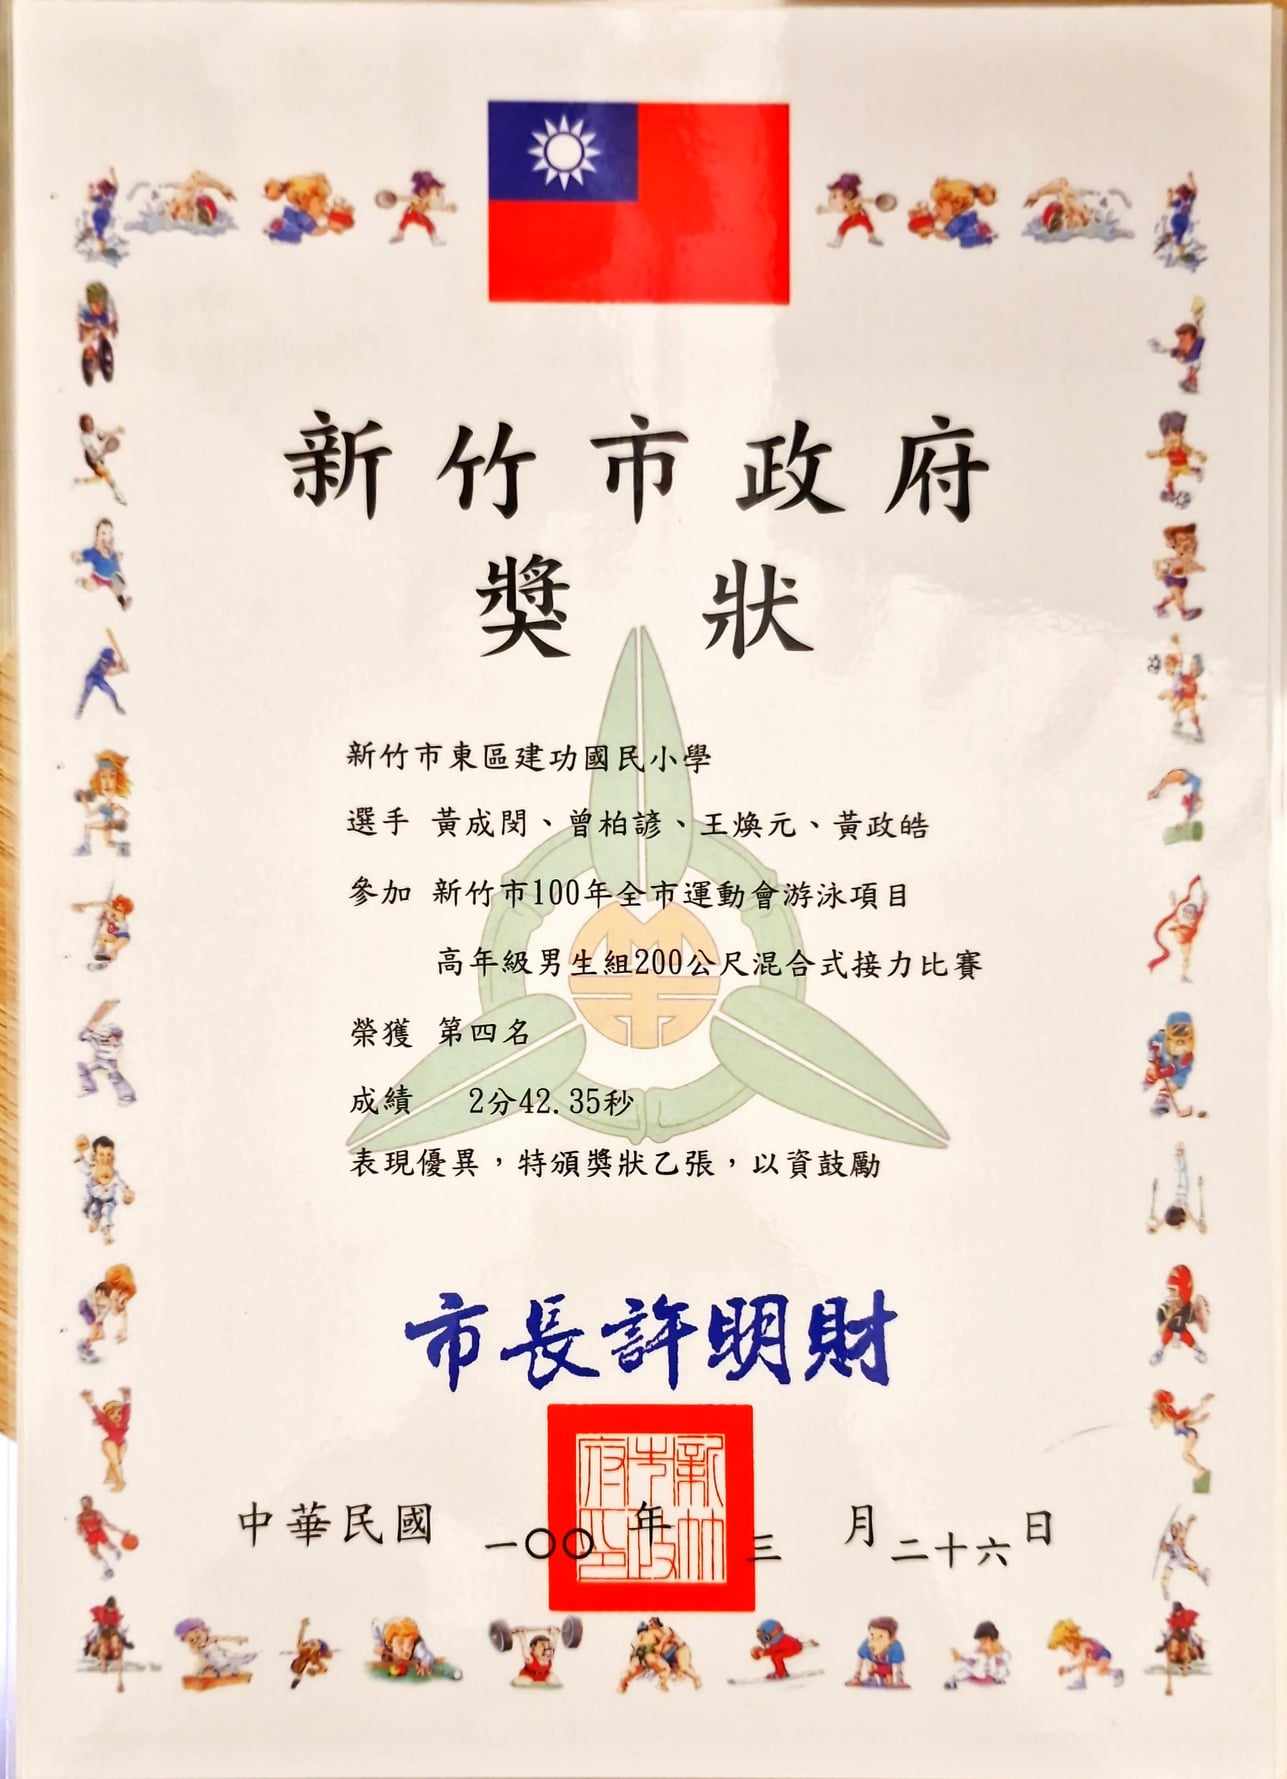 新竹市政府
獎狀
新竹市東區建功國民小學
選手 黃成閔、曾柏諺、王煥元、黃政皓
參加 新竹市100年全市運動會游泳項目
高年級男生組200公尺混合式接力比賽
榮獲 第四名
成績 2分42.35秒
表現優異，特頒獎狀乙張，以資鼓勵
市長許明財
新竹市政府印
中華民國一〇〇年三月二十六日